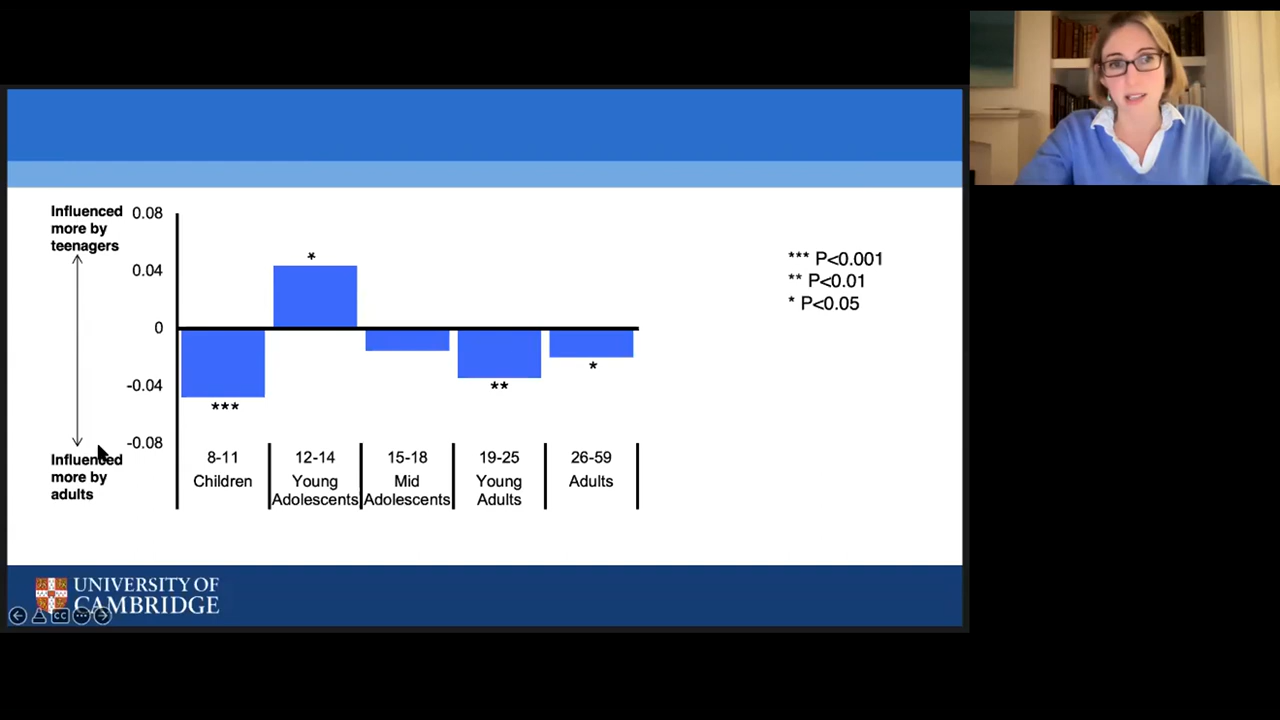 Influenced
more by
teenagers
0.08
0.04
0
-0.04
-0.08
Influenced
more by
adults
*
***
**
*
*** P<0.001
** P<0.01
* P<0.05
8-11 12-14 15-18 19-25 26-59
Children Young Mid Young Adults
Adolescents Adolescents Adults
UNIVERSITY OF
CAMBRIDGE
CC